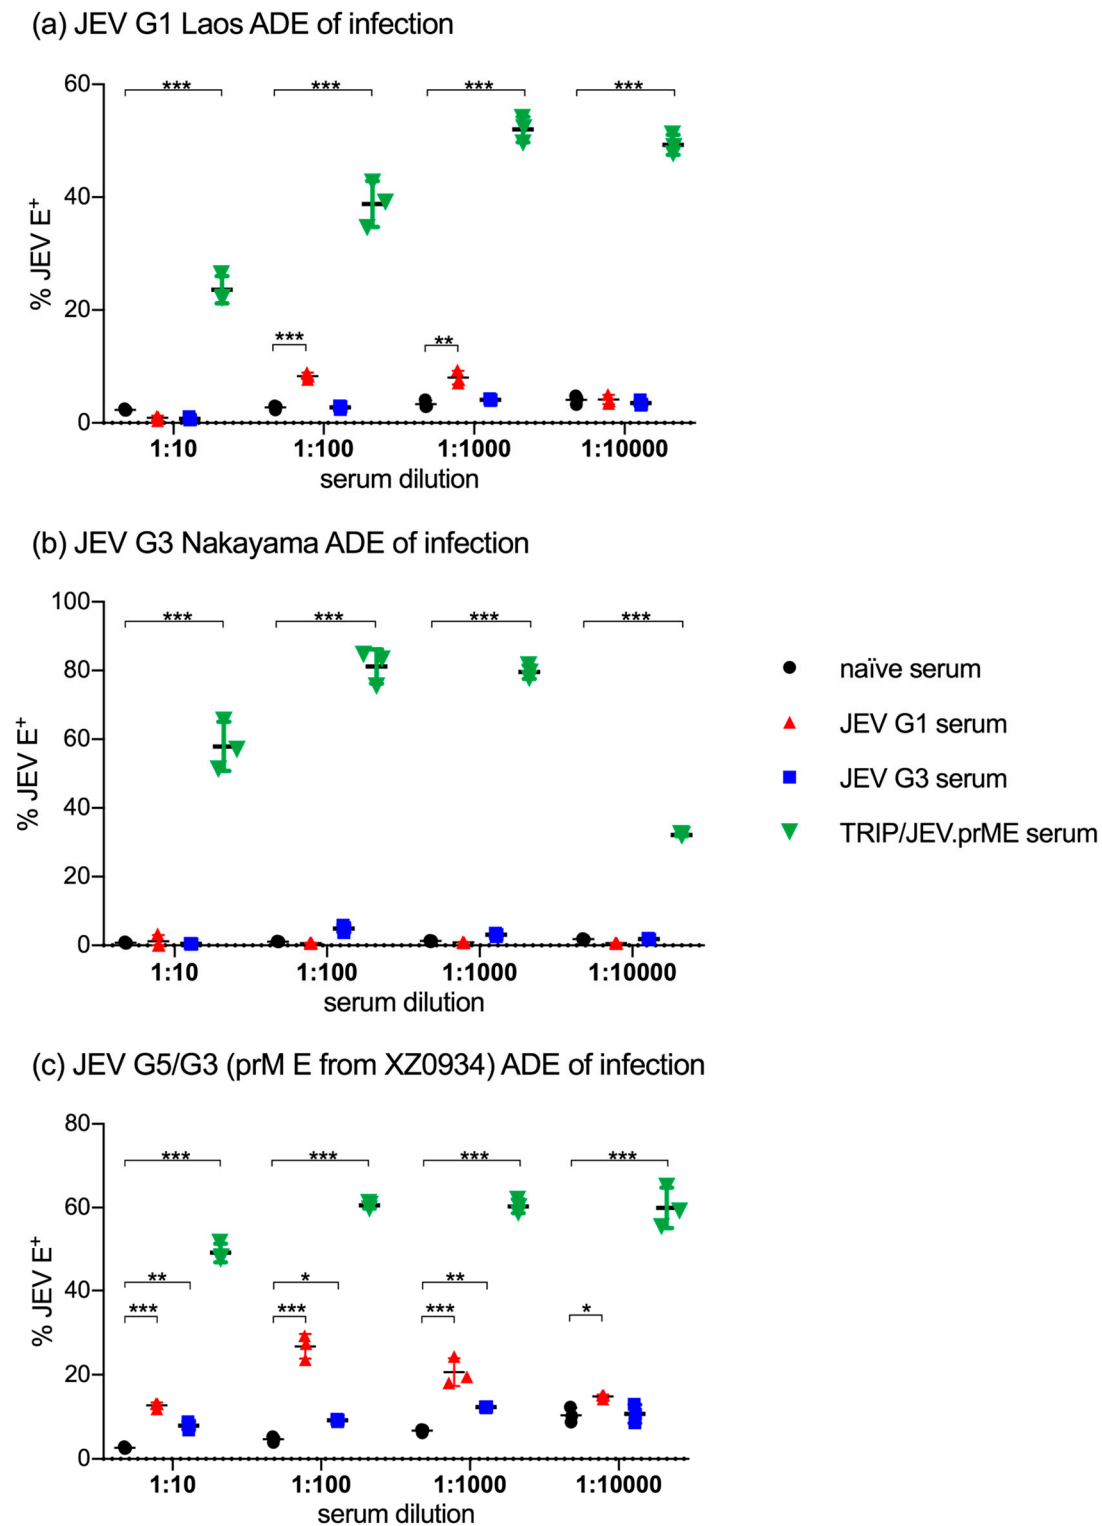 (a) JEV G1 Laos ADE of infection
% JEV E+
60
40
20
0
*** *** *** ***
*** **
1:10 1:100 1:1000 1:10000
serum dilution
(b) JEV G3 Nakayama ADE of infection
% JEV E+
100
80
60
40
20
0
*** *** *** ***
1:10 1:100 1:1000 1:10000
serum dilution
naïve serum
JEV G1 serum
JEV G3 serum
TRIP/JEV.prME serum
(c) JEV G5/G3 (prM E from XZ0934) ADE of infection
% JEV E+
80
60
40
20
0
*** *** *** ***
** * **
*** *** *** *
1:10 1:100 1:1000 1:10000
serum dilution